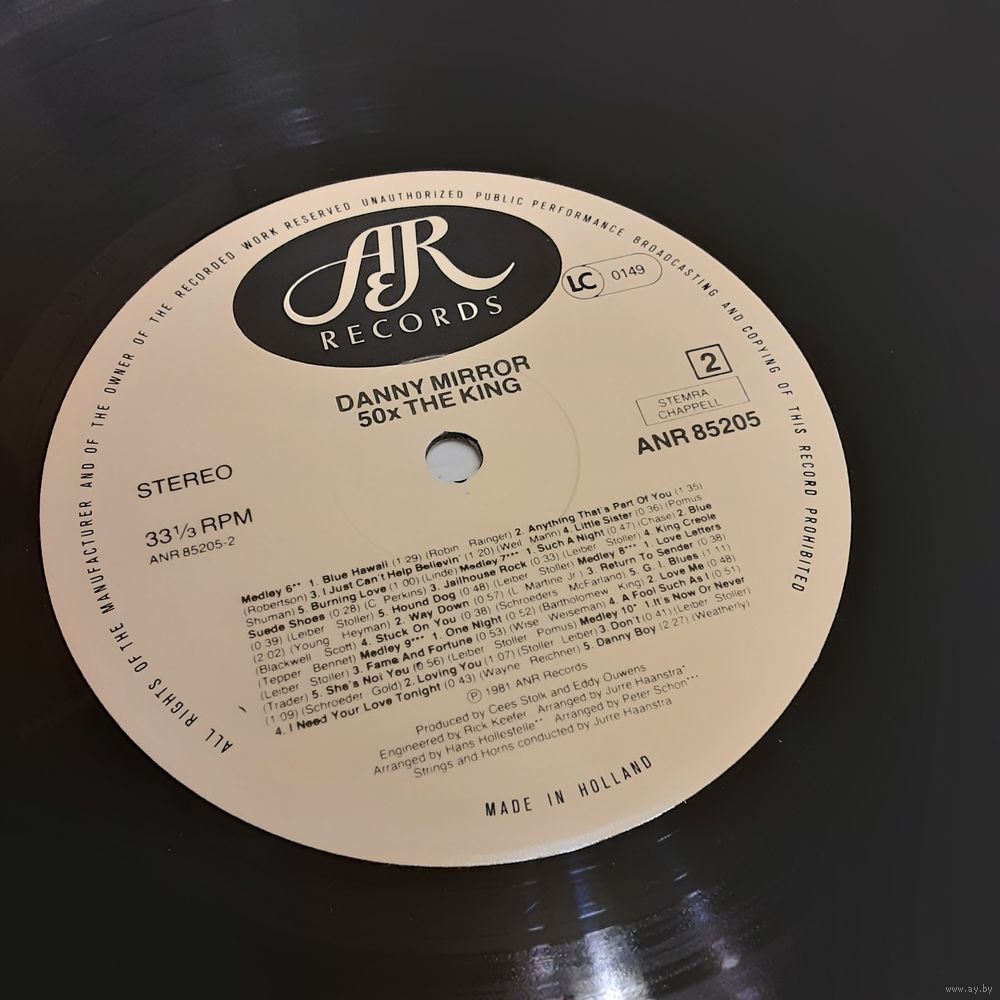 ALL RIGHTS OF THE MANUFACTURER AND OF THE OWNER OF THE RECORDED WORK RESERVED UNAUTHORIZED PUBLIC PERFORMANCE BROADCASTING AND COPYING OF THIS RECORD PROHIBITED
A&R
RECORDS
LC 0149
DANNY MIRROR
50x THE KING
2
STEMRA
CHAPPELL
ANR 85205
STEREO
33 1/3 RPM
ANR 85205-2
Medley 6** 1. Blue Hawaii (1:29) (Robin Rainger) 2. Anything That's Part Of You (1:35)
(Robertson) 3. I Just Can't Help Believin' (1:20) (Weil Mann) 4. Little Sister (0:36) (Pomus
Shuman) 5. Burning Love (1:00) (Linde) Medley 7*** 1. Such A Night (0:47) (Chase) 2. Blue
Suede Shoes (0:28) (C Perkins) 3. Jailhouse Rock (0:33) (Leiber Stoller) 4. King Creole
(0:39) (Leiber Stoller) 5. Hound Dog (0:48) (Leiber Stoller) Medley 8*** 1. Love Letters
(2:02) (Young Heyman) 2. Way Down (0:57) (L Martine Jr) 3. Return To Sender (0:38)
(Blackwell Scott) 4. Stuck On You (0:38) (Schroeders McFarland) 5. G. I. Blues (1:11)
(Tepper Bennet) Medley 9*** 1. One Night (0:52) (Bartholomew King) 2. Love Me (0:48)
(Leiber Stoller) 3. Fame And Fortune (0:53) (Wise Weiseman) 4. A Fool Such As I (0:51)
(Trader) 5. She's Not You (0:56) (Leiber Stoller Pomus) Medley 10* 1. It's Now Or Never
(1:09) (Schroeder Gold) 2. Loving You (1:07) (Stoller Leiber) 3. Don't (0:41) (Leiber Stoller)
4. I Need Your Love Tonight (0:43) (Wayne Reichner) 5. Danny Boy (2:27) (Weatherly)
Ⓟ 1981 ANR Records
Produced by Cees Stolk and Eddy Ouwens
Engineered by Rick Keefer Arranged by Jurre Haanstra*
Arranged by Hans Hollestelle** Arranged by Peter Schon***
Strings and Horns conducted by Jurre Haanstra
MADE IN HOLLAND
www.ay.by